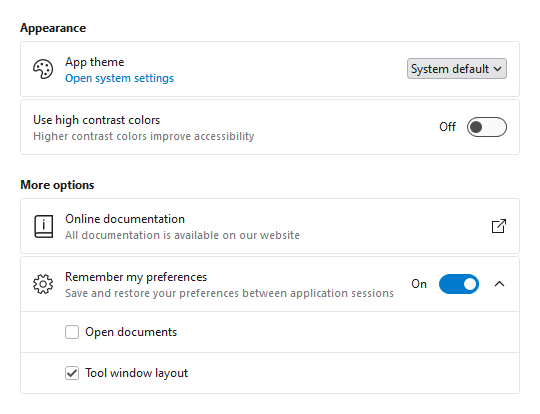 Appearance
App theme
Open system settings
System default
Use high contrast colors
Higher contrast colors improve accessibility
Off
More options
Online documentation
All documentation is available on our website
Remember my preferences
Save and restore your preferences between application sessions
On
Open documents
Tool window layout